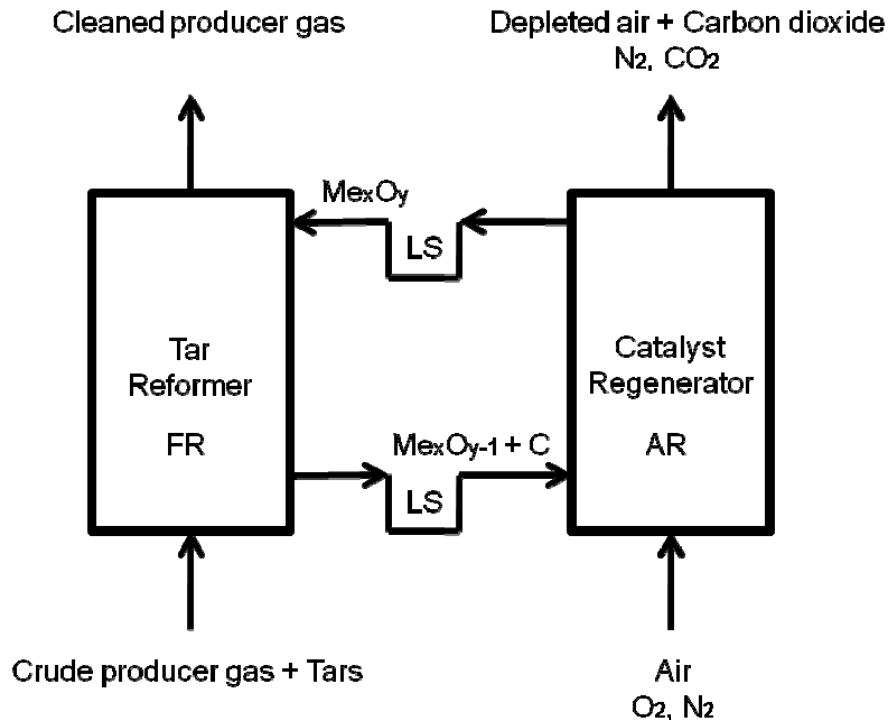 Cleaned producer gas
Depleted air + Carbon dioxide
N2, CO2
MexOy
LS
Tar
Reformer
FR
Catalyst
Regenerator
AR
MexOy-1 + C
LS
Crude producer gas + Tars
Air
O2, N2